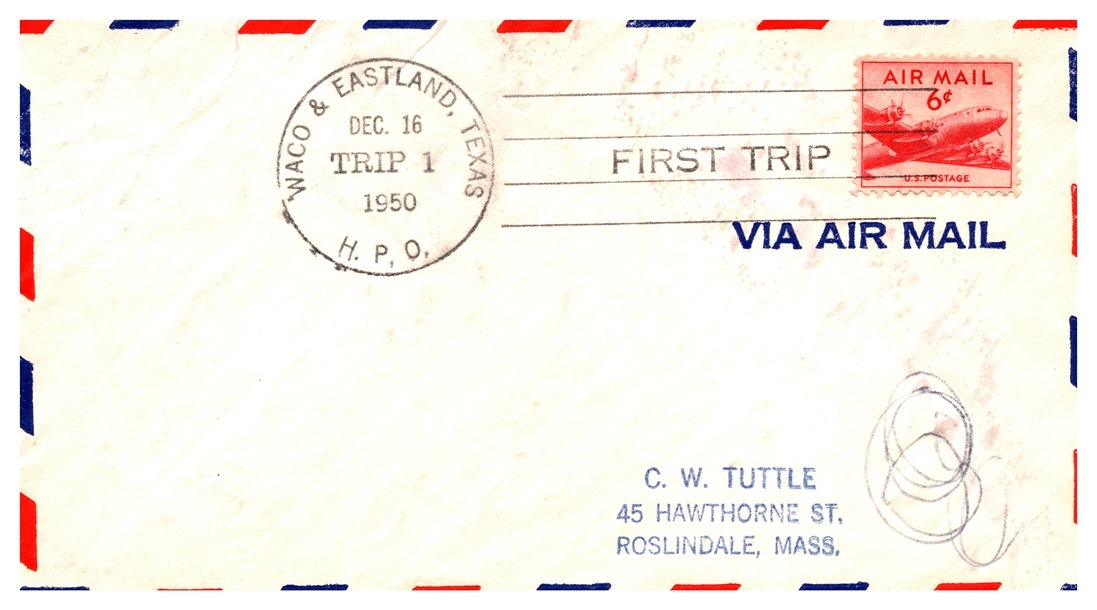 WACO & EASTLAND, TEXAS
DEC. 16
TRIP 1
1950
H. P. O.
FIRST TRIP
AIR MAIL
6¢
U.S. POSTAGE
VIA AIR MAIL
C. W. TUTTLE
45 HAWTHORNE ST.
ROSLINDALE, MASS.